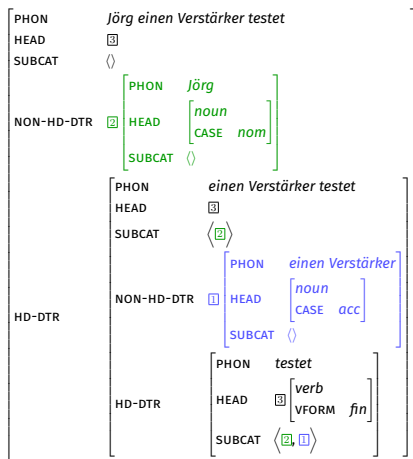 PHON Jörg einen Verstärker testet
HEAD 3
SUBCAT ⟨⟩
PHON Jörg
noun
NON-HD-DTR 2 HEAD
CASE nom
SUBCAT ⟨⟩
PHON einen Verstärker testet
HEAD 3
SUBCAT ⟨2⟩
PHON einen Verstärker
noun
NON-HD-DTR 1 HEAD
CASE acc
SUBCAT ⟨⟩
HD-DTR
PHON testet
verb
HD-DTR HEAD 3
VFORM fin
SUBCAT ⟨2, 1⟩